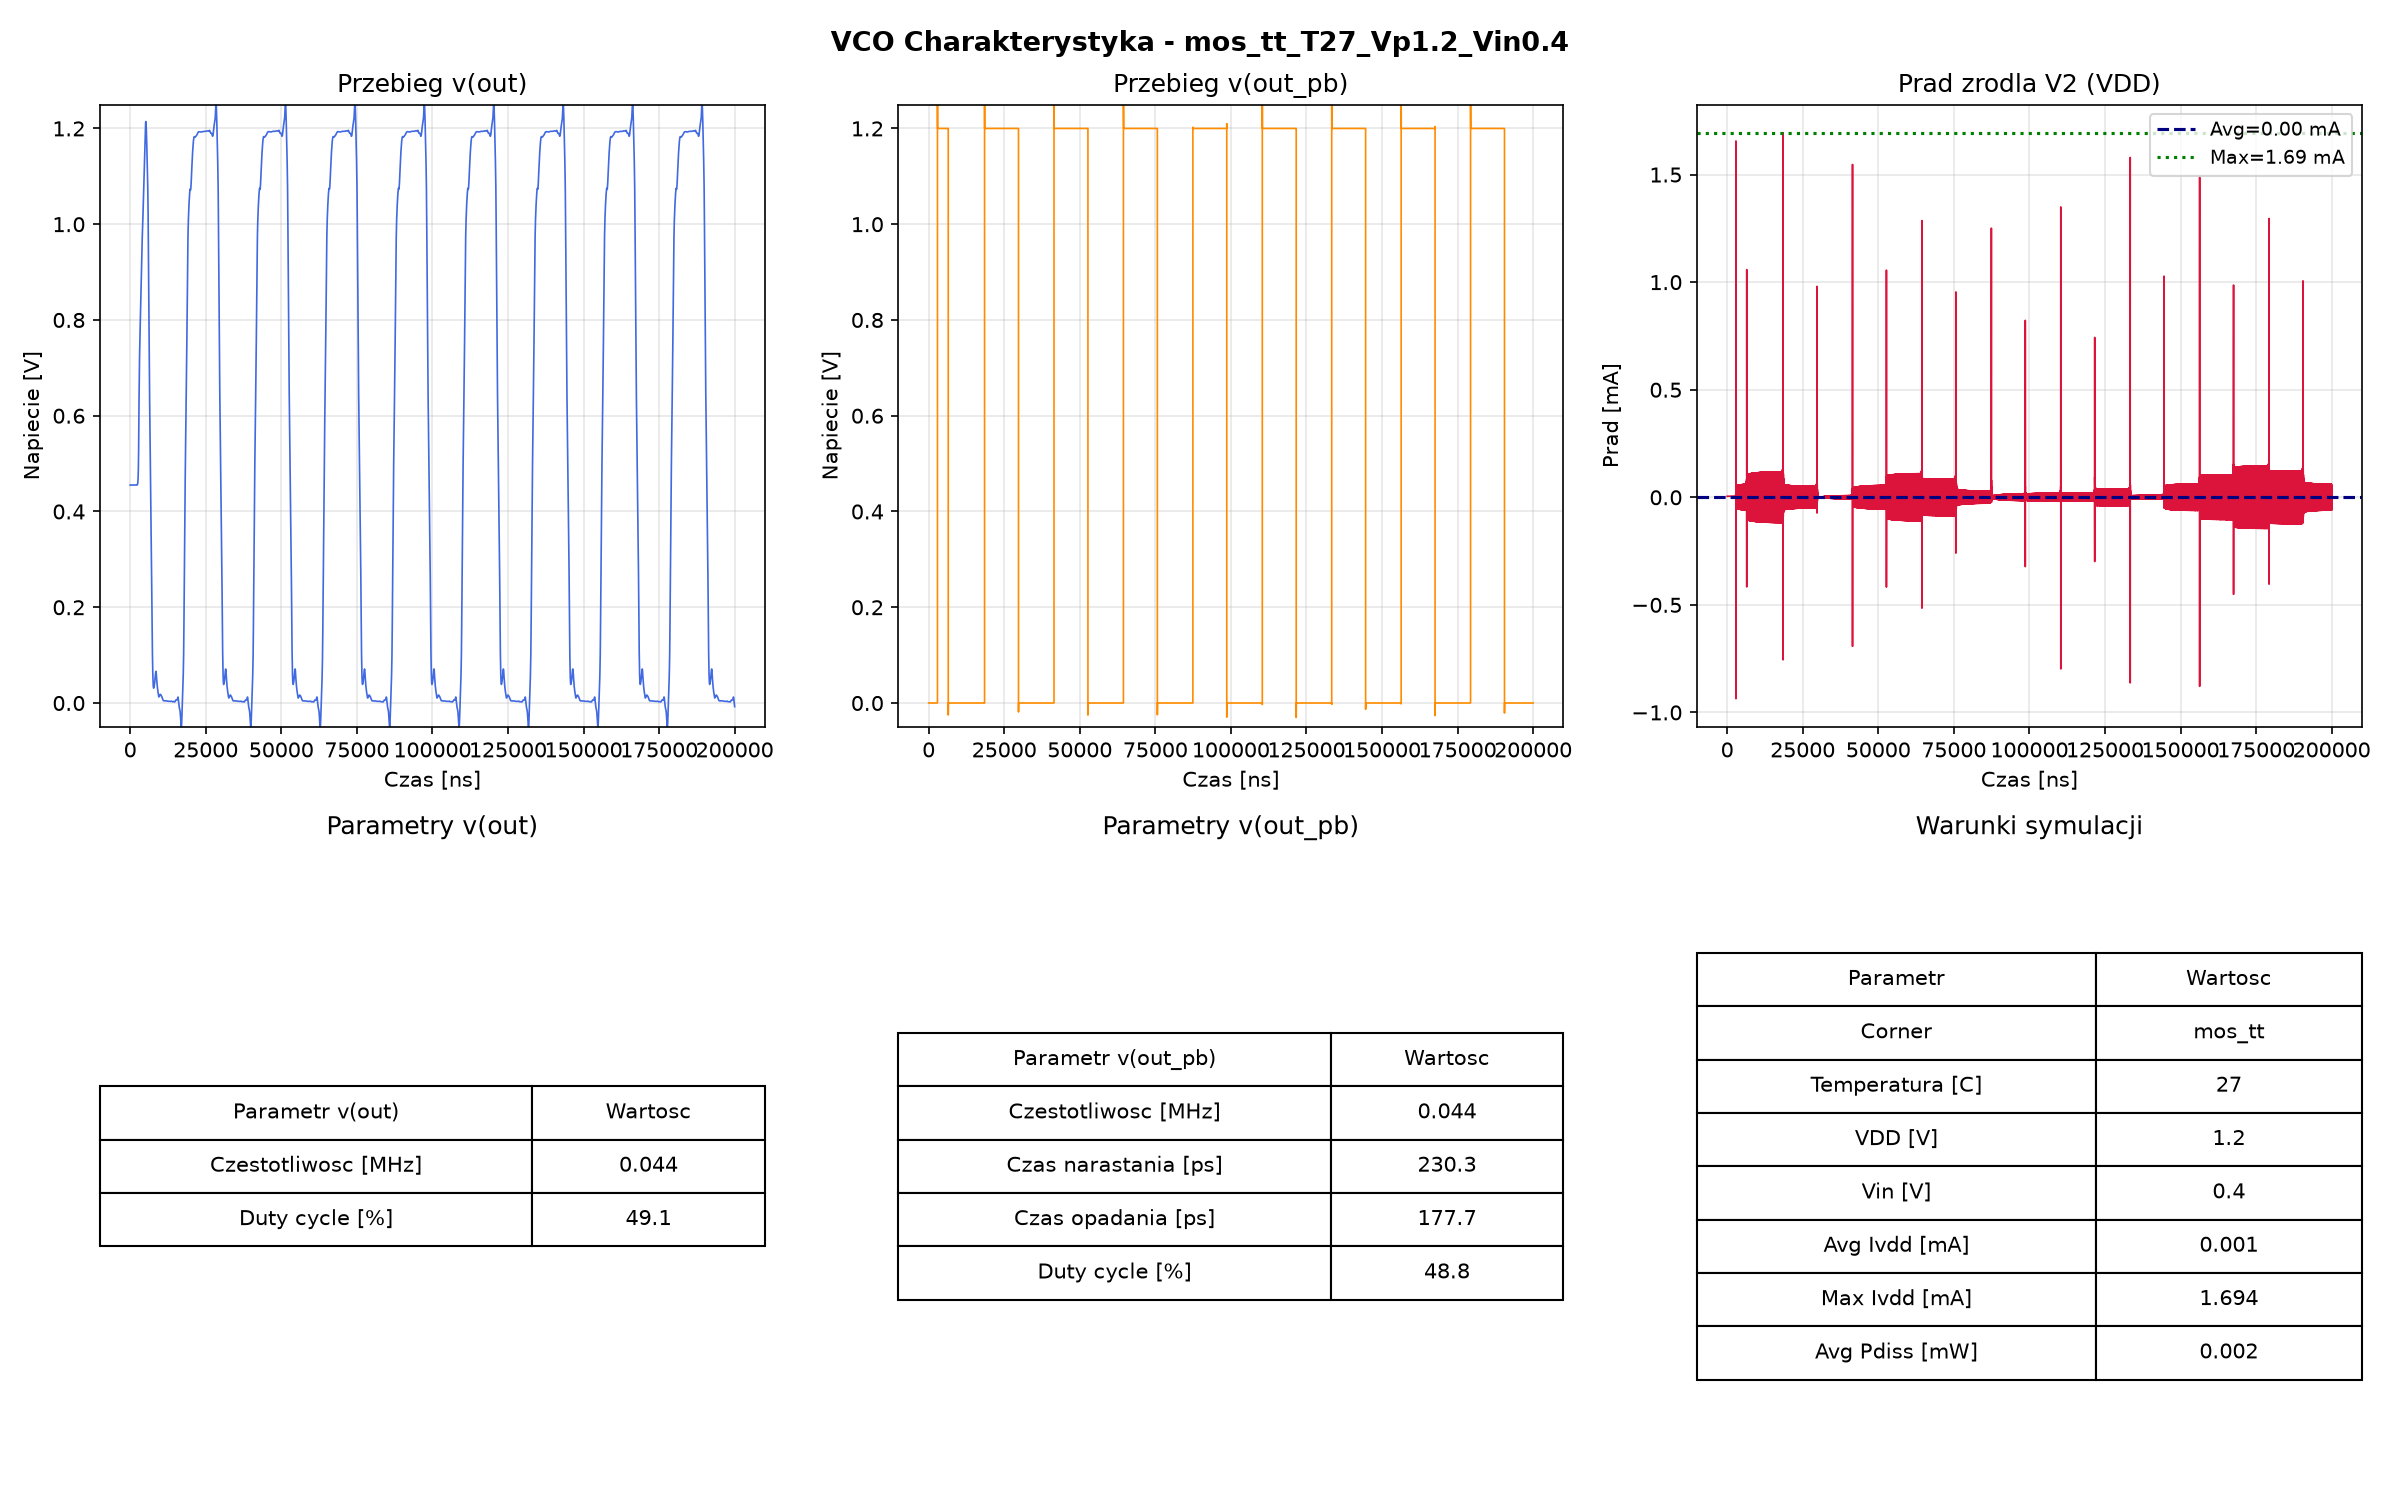 VCO Charakterystyka - mos_tt_T27_Vp1.2_Vin0.4
Przebieg v(out)
Napiecie [V]
1.2
1.0
0.8
0.6
0.4
0.2
0.0
0 25000 50000 75000 100000 125000 150000 175000 200000
Czas [ns]
Przebieg v(out_pb)
Napiecie [V]
1.2
1.0
0.8
0.6
0.4
0.2
0.0
0 25000 50000 75000 100000 125000 150000 175000 200000
Czas [ns]
Prad zrodla V2 (VDD)
Avg=0.00 mA
Max=1.69 mA
Prad [mA]
1.5
1.0
0.5
0.0
−0.5
−1.0
0 25000 50000 75000 100000 125000 150000 175000 200000
Czas [ns]
Parametry v(out)
Parametr v(out) Wartosc
Czestotliwosc [MHz] 0.044
Duty cycle [%] 49.1
Parametry v(out_pb)
Parametr v(out_pb) Wartosc
Czestotliwosc [MHz] 0.044
Czas narastania [ps] 230.3
Czas opadania [ps] 177.7
Duty cycle [%] 48.8
Warunki symulacji
Parametr Wartosc
Corner mos_tt
Temperatura [C] 27
VDD [V] 1.2
Vin [V] 0.4
Avg Ivdd [mA] 0.001
Max Ivdd [mA] 1.694
Avg Pdiss [mW] 0.002